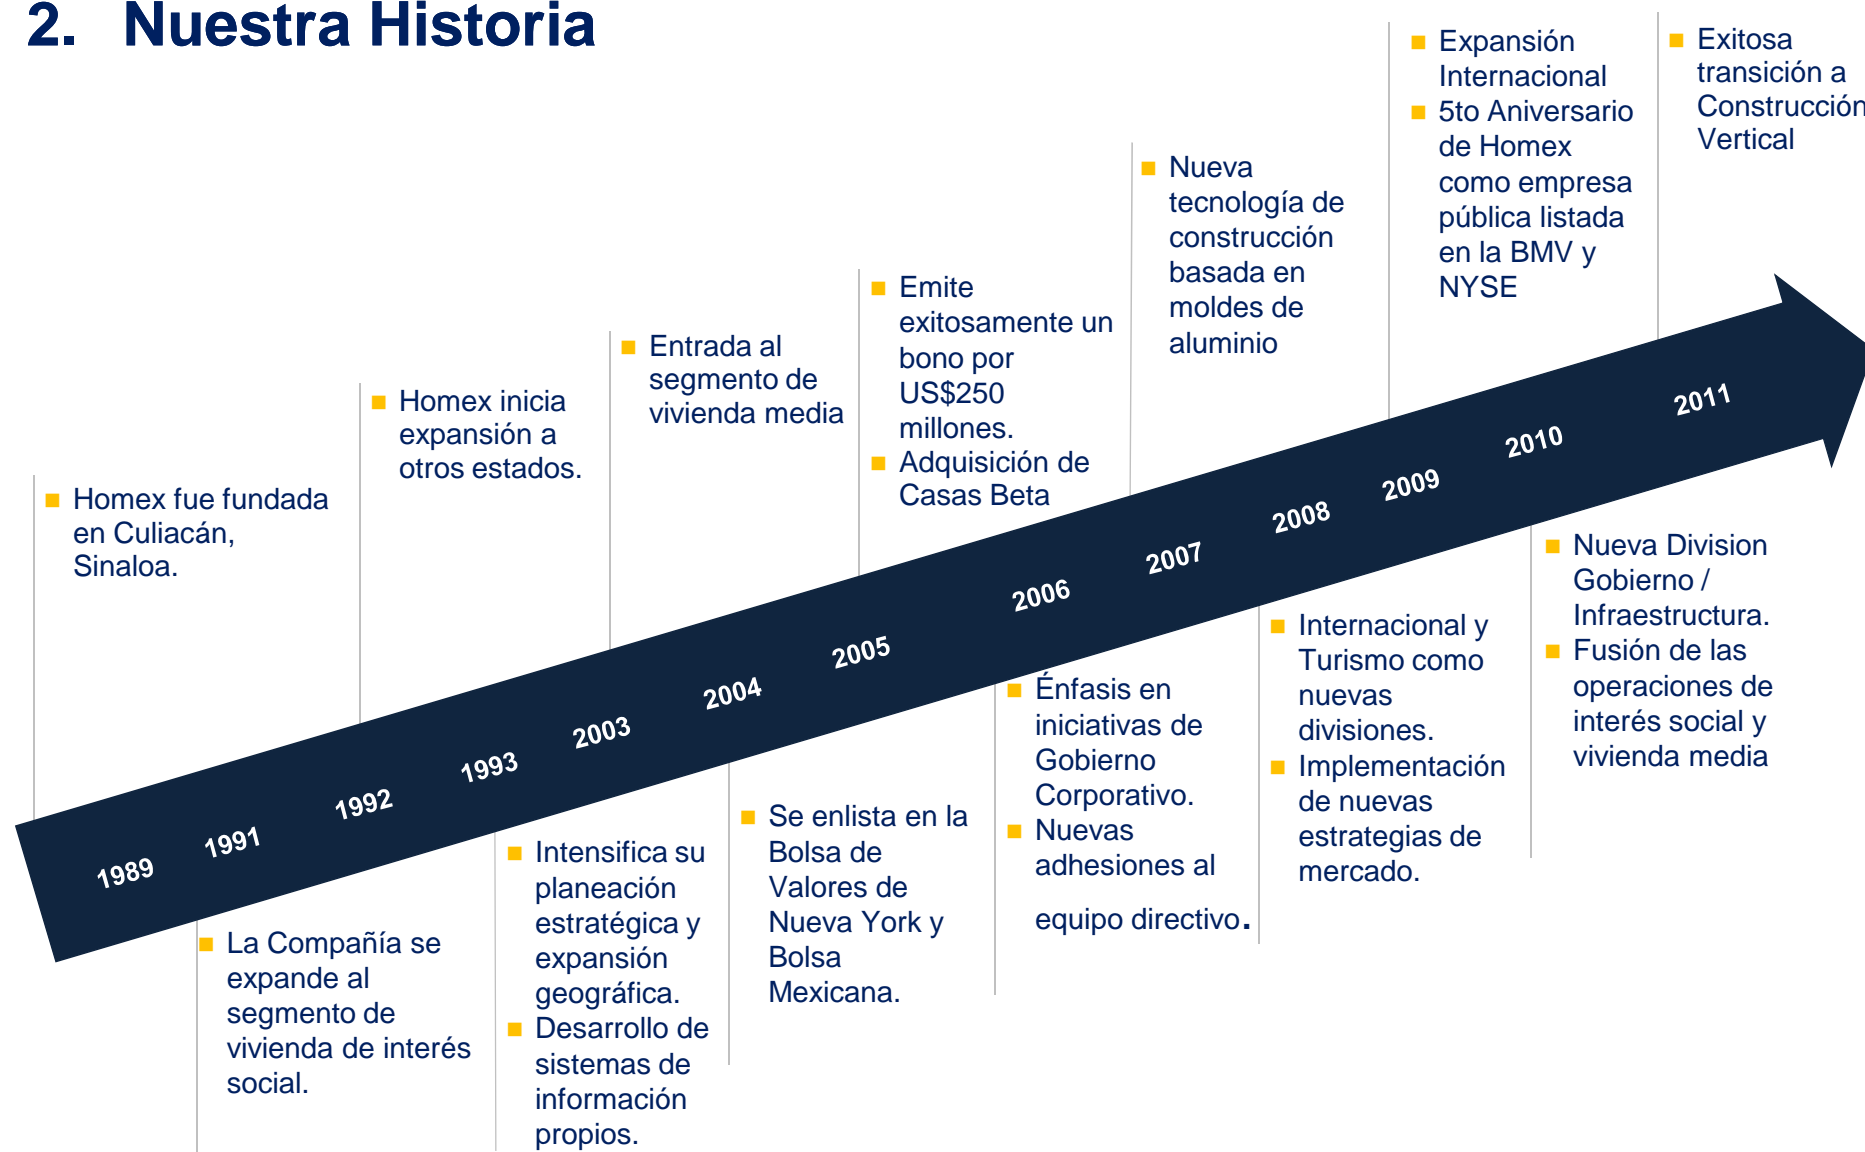 2. Nuestra Historia
Homex fue fundada
en Culiacán,
Sinaloa.
Homex inicia
expansión a
otros estados.
Entrada al
segmento de
vivienda media
Emite
exitosamente un
bono por
US$250
millones.
Adquisición de
Casas Beta
Nueva
tecnología de
construcción
basada en
moldes de
aluminio
Expansión
Internacional
5to Aniversario
de Homex
como empresa
pública listada
en la BMV y
NYSE
Exitosa
transición a
Construcción
Vertical
1989
1991
1992
1993
2003
2004
2005
2006
2007
2008
2009
2010
2011
La Compañía se
expande al
segmento de
vivienda de interés
social.
Intensifica su
planeación
estratégica y
expansión
geográfica.
Desarrollo de
sistemas de
información
propios.
Se enlista en la
Bolsa de
Valores de
Nueva York y
Bolsa
Mexicana.
Énfasis en
iniciativas de
Gobierno
Corporativo.
Nuevas
adhesiones al
equipo directivo.
Internacional y
Turismo como
nuevas
divisiones.
Implementación
de nuevas
estrategias de
mercado.
Nueva Division
Gobierno /
Infraestructura.
Fusión de las
operaciones de
interés social y
vivienda media